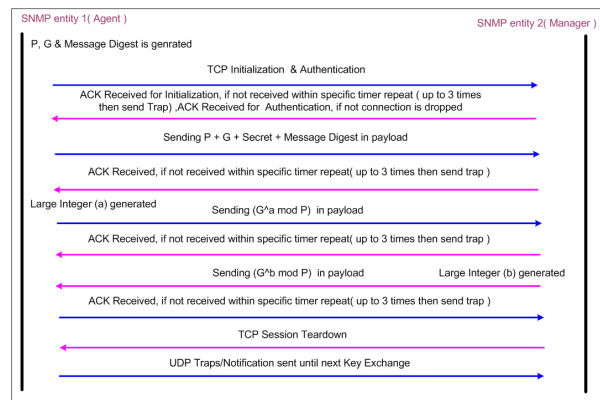 SNMP entity 1( Agent )
SNMP entity 2( Manager )
P, G & Message Digest is genrated
TCP Initialization & Authentication
ACK Received for Initialization, if not received within specific timer repeat ( up to 3 times
then send Trap) ,ACK Received for Authentication, if not connection is dropped
Sending P + G + Secret + Message Digest in payload
ACK Received, if not received within specific timer repeat( up to 3 times then send trap )
Large Integer (a) generated
Sending (G^a mod P) in payload
ACK Received, if not received within specific timer repeat( up to 3 times then send trap )
Sending (G^b mod P) in payload
Large Integer (b) generated
ACK Received, if not received within specific timer repeat( up to 3 times then send trap )
TCP Session Teardown
UDP Traps/Notification sent until next Key Exchange